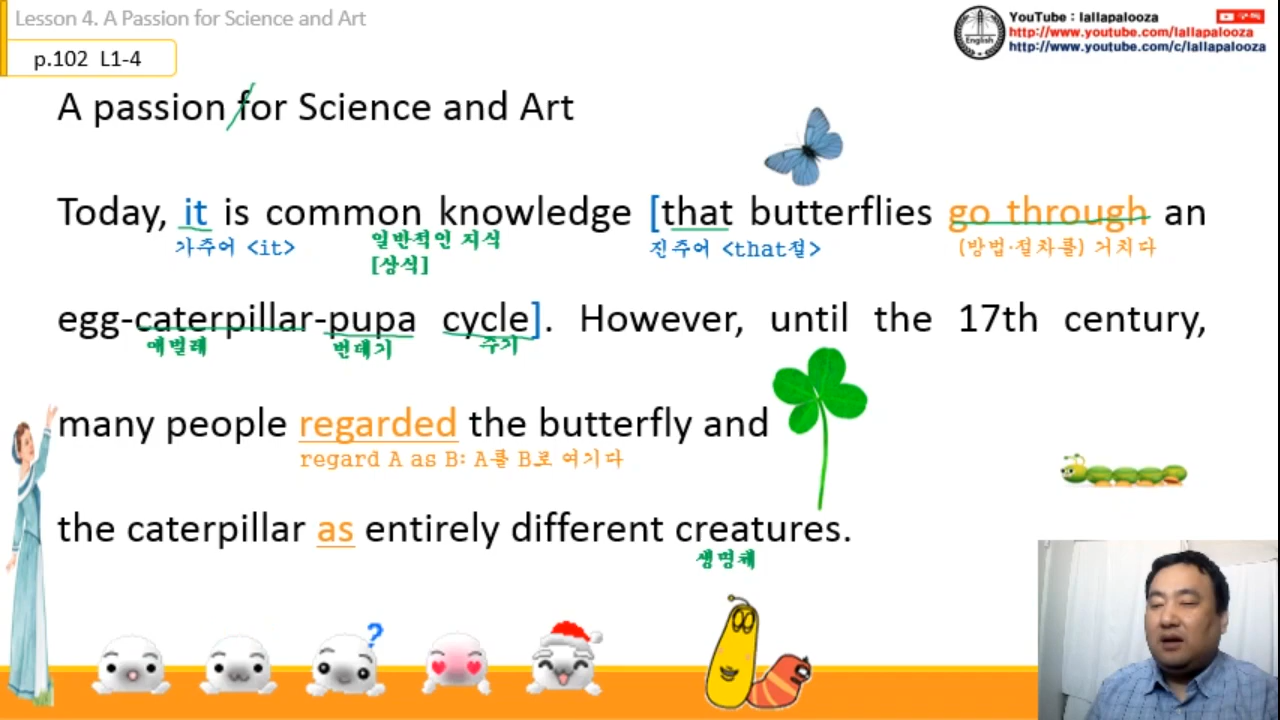 Lesson 4. A Passion for Science and Art
YouTube : lallapalooza
구독
http://www.youtube.com/lallapalooza
http://www.youtube.com/c/lallapalooza
English
p.102 L1-4
A passion for Science and Art
Today, it is common knowledge [that butterflies go through an
가주어 <it>
일반적인 지식
[상식]
진주어 <that절>
(방법·절차를) 거치다
egg-caterpillar-pupa cycle]. However, until the 17th century,
애벌레
번데기
주기
many people regarded the butterfly and
regard A as B: A를 B로 여기다
the caterpillar as entirely different creatures.
생명체
?